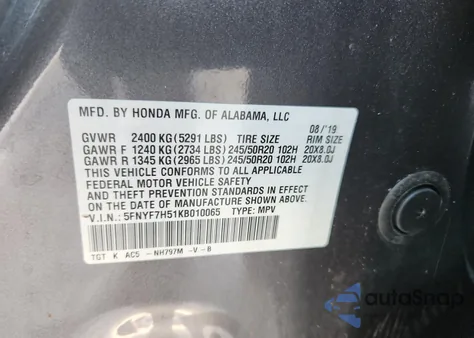 MFD. BY HONDA MFG. OF ALABAMA, LLC
08/'19
GVWR 2400 KG(5291 LBS) TIRE SIZE RIM SIZE
GAWR F 1240 KG(2734 LBS)245/50R20 102H 20X8.0J
GAWR R 1345 KG(2965 LBS)245/50R20 102H 20X8.0J
THIS VEHICLE CONFORMS TO ALL APPLICABLE
FEDERAL MOTOR VEHICLE SAFETY
AND THEFT PREVENTION STANDARDS IN EFFECT
ON THE DATE OF MANUFACTURE SHOWN ABOVE.
V.I.N.: 5FNYF7H51KB010065 TYPE: MPV
TGT K AC5 -NH797M -V--B
autoSnap